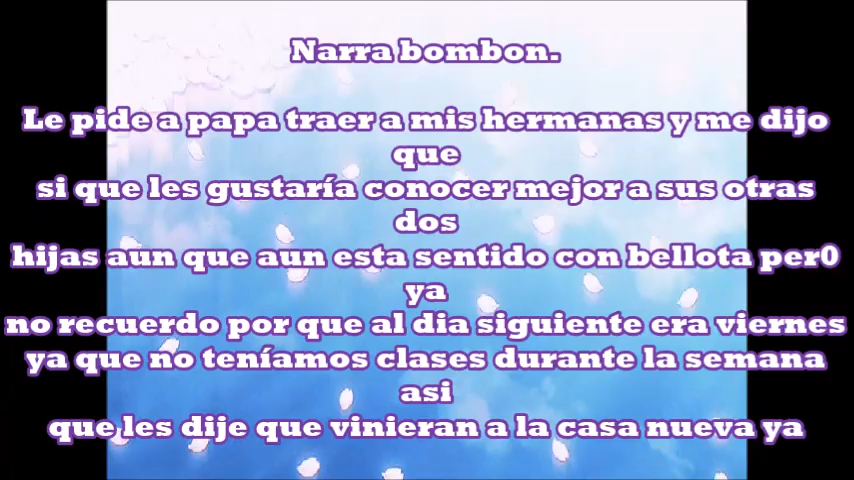 Narra bombon.
Le pide a papa traer a mis hermanas y me dijo
que
si que les gustaría conocer mejor a sus otras
dos
hijas aun que aun esta sentido con bellota per0
ya
no recuerdo por que al dia siguiente era viernes
ya que no teníamos clases durante la semana
asi
que les dije que vinieran a la casa nueva ya